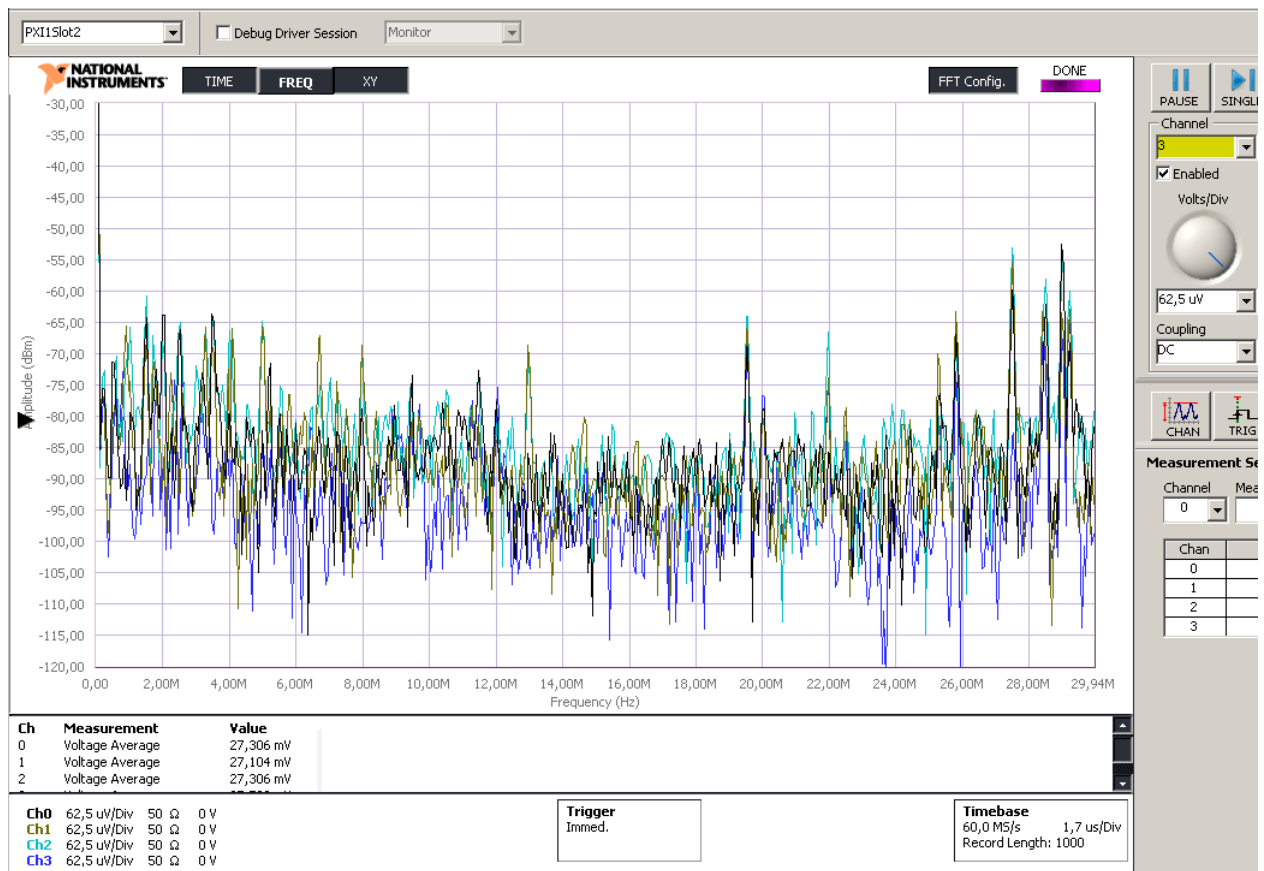 PXI1Slot2 Debug Driver Session Monitor
NATIONAL INSTRUMENTS TIME FREQ XY FFT Config. DONE
-30,00
-35,00
-40,00
-45,00
-50,00
-55,00
-60,00
-65,00
-70,00
-75,00
-80,00
-85,00
-90,00
-95,00
-100,00
-105,00
-110,00
-115,00
-120,00
Amplitude (dBm)
0,00 2,00M 4,00M 6,00M 8,00M 10,00M 12,00M 14,00M 16,00M 18,00M 20,00M 22,00M 24,00M 26,00M 28,00M 29,94M
Frequency (Hz)
PAUSE SINGL
Channel
3
Enabled
Volts/Div
62,5 uV
Coupling
DC
CHAN TRIG
Measurement Se
Channel Mea
0
Chan
0
1
2
3
Ch Measurement Value
0 Voltage Average 27,306 mV
1 Voltage Average 27,104 mV
2 Voltage Average 27,306 mV
Ch0 62,5 uV/Div 50 Ω 0 V
Ch1 62,5 uV/Div 50 Ω 0 V
Ch2 62,5 uV/Div 50 Ω 0 V
Ch3 62,5 uV/Div 50 Ω 0 V
Trigger
Immed.
Timebase
60,0 MS/s 1,7 us/Div
Record Length: 1000